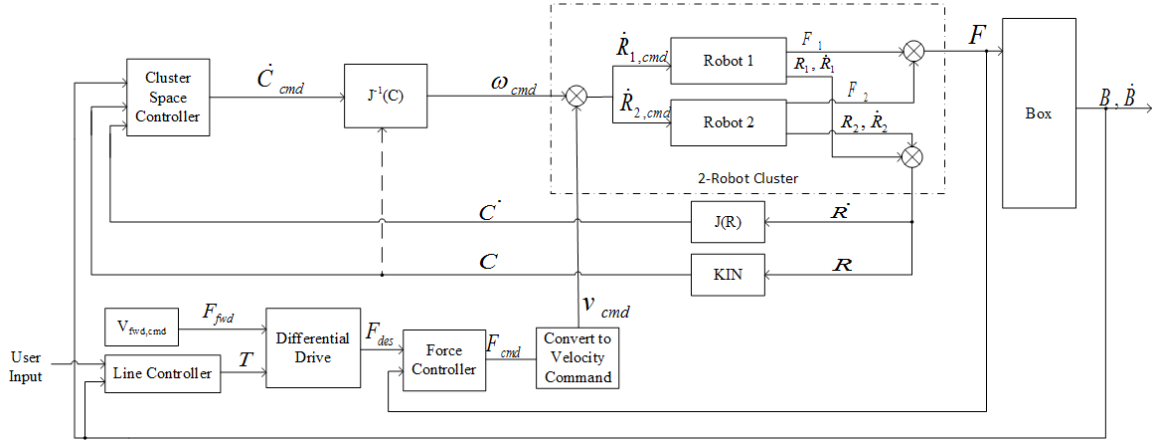 Cluster
Space
Controller
Ċ cmd
J⁻¹(C)
ω cmd
Ṙ 1,cmd
Ṙ 2,cmd
Robot 1
Robot 2
F 1
R 1 , Ṙ 1
F 2
R 2 , Ṙ 2
2-Robot Cluster
F
Box
B , Ḃ
Ċ
J(R)
Ṙ
C
KIN
R
V fwd,cmd
F fwd
User
Input
Line Controller
T
Differential
Drive
F des
Force
Controller
F cmd
Convert to
Velocity
Command
v cmd